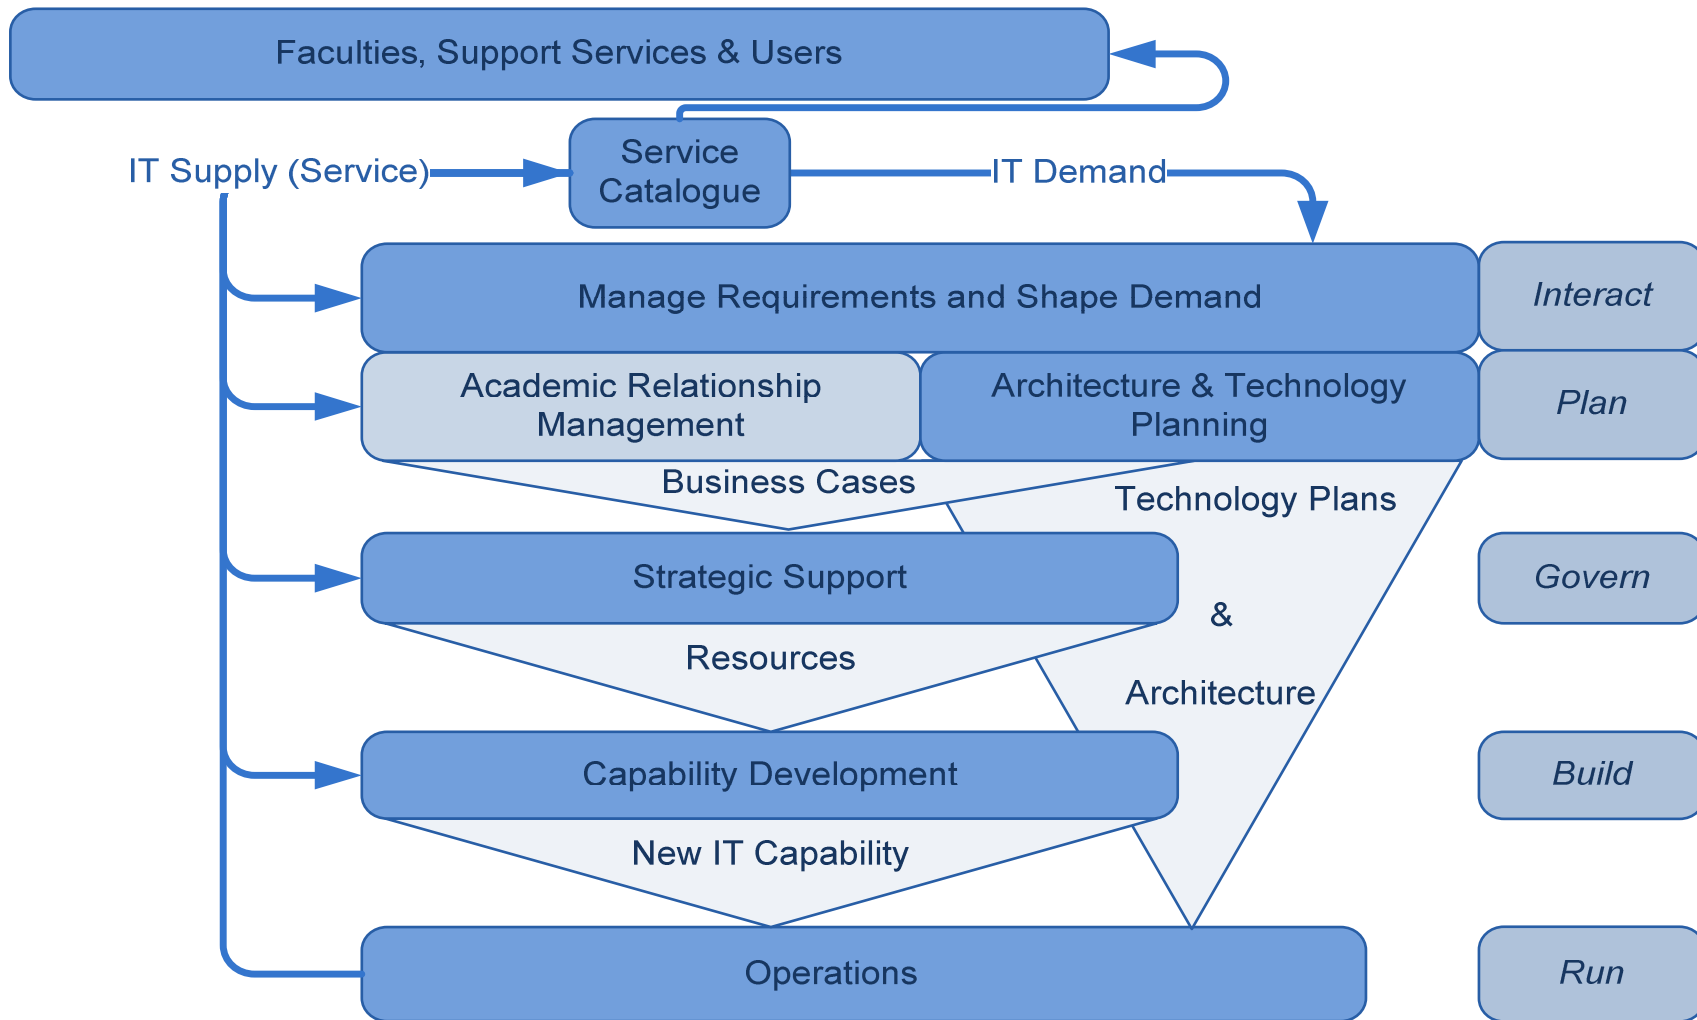 Faculties, Support Services & Users
Service
Catalogue
IT Supply (Service)
IT Demand
Manage Requirements and Shape Demand
Interact
Academic Relationship
Management
Architecture & Technology
Planning
Plan
Business Cases
Technology Plans
Strategic Support
Govern
&
Resources
Architecture
Capability Development
Build
New IT Capability
Operations
Run